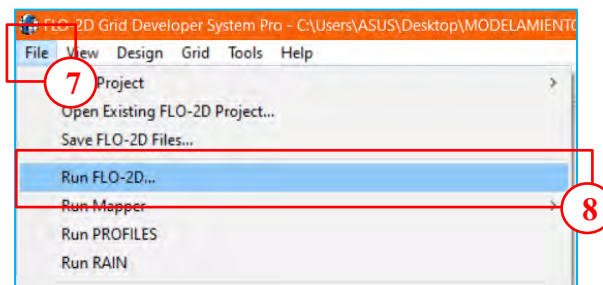 FLO-2D Grid Developer System Pro - C:\Users\ASUS\Desktop\MODELAMIENTO
File View Design Grid Tools Help
7
Project
Open Existing FLO-2D Project...
Save FLO-2D Files...
Run FLO-2D...
8
Run Mapper
Run PROFILES
Run RAIN